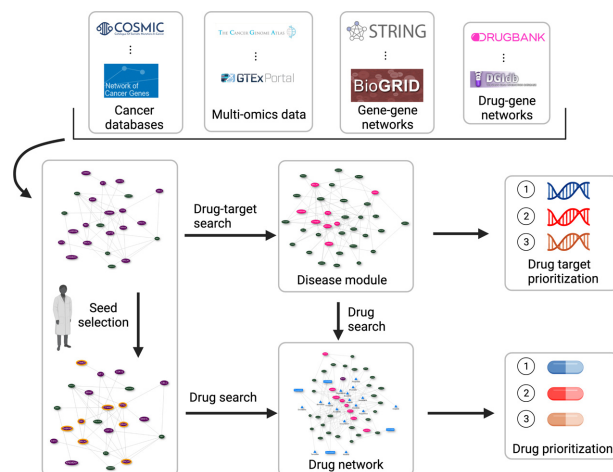 COSMIC
THE CANCER GENOME ATLAS
STRING
DRUGBANK
Network of
Cancer Genes
GTEx Portal
BioGRID
DGIdb
Cancer
databases
Multi-omics data
Gene-gene
networks
Drug-gene
networks
Drug-target
search
Disease module
1
2
3
Drug target
prioritization
Seed
selection
Drug
search
Drug search
Drug network
1
2
3
Drug prioritization